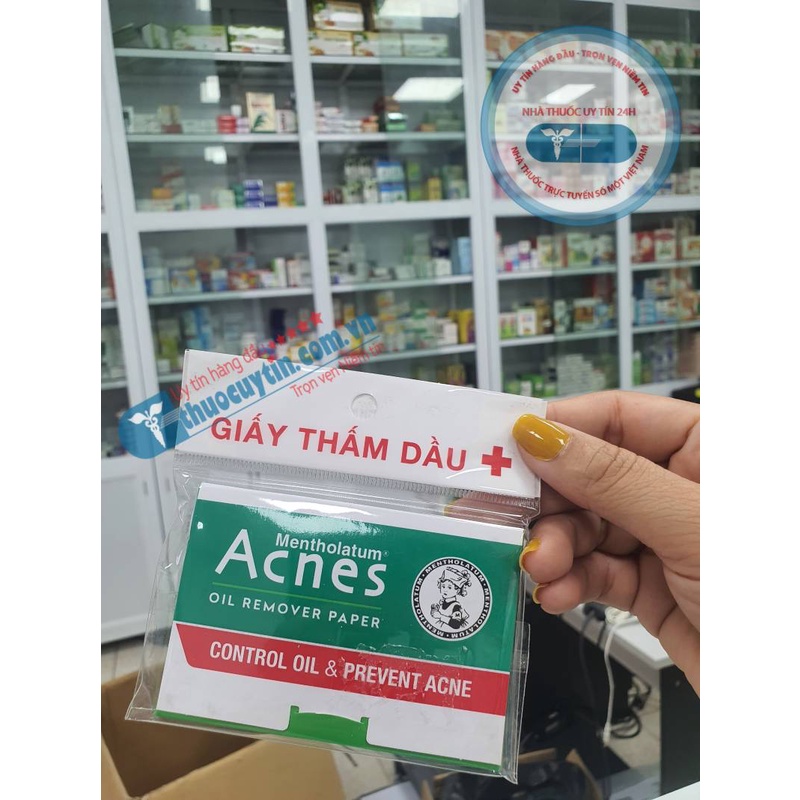 UY TÍN HÀNG ĐẦU - TRỌN VẸN NIỀM TIN
NHÀ THUỐC UY TÍN 24H
NHÀ THUỐC TRỰC TUYẾN SỐ MỘT VIỆT NAM
Uy tín hàng đầu
thuocuytin.com.vn
Trọn vẹn Niềm tin
GIẤY THẤM DẦU
Mentholatum
Acnes
OIL REMOVER PAPER
MENTHOLATUM • MENTHOLATUM • MENTHOLATUM
M
CONTROL OIL & PREVENT ACNE